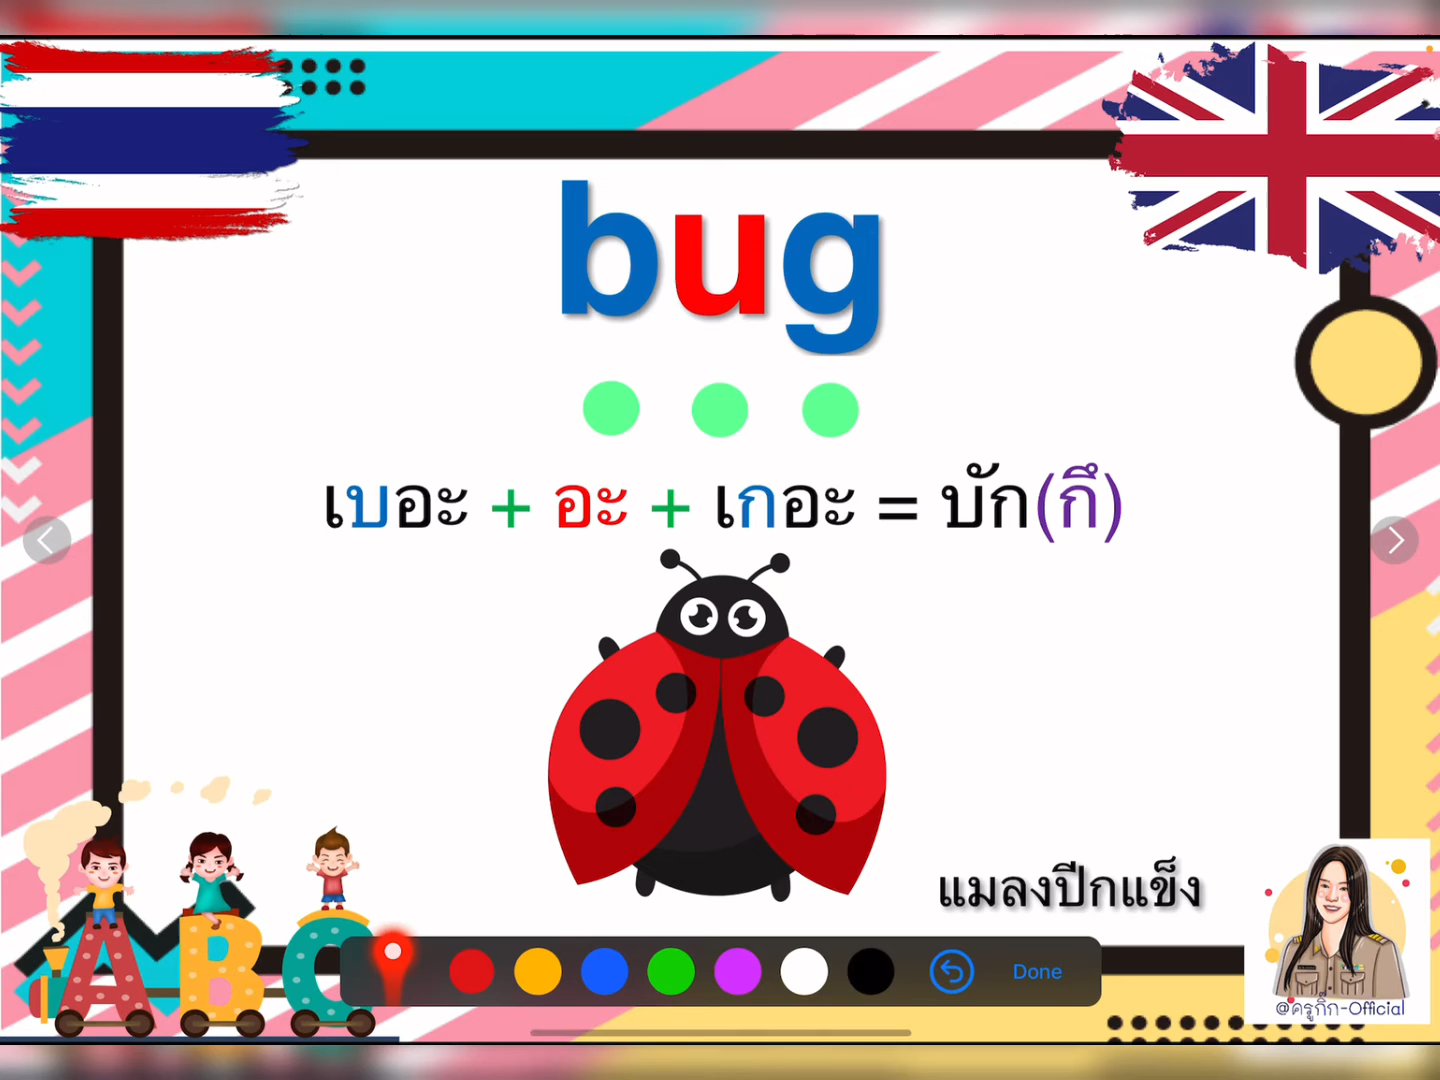 bug
เบอะ + อะ + เกอะ = บัก(กึ)
แมลงปีกแข็ง
ABC
Done
@ครูกิ๊ก-Official